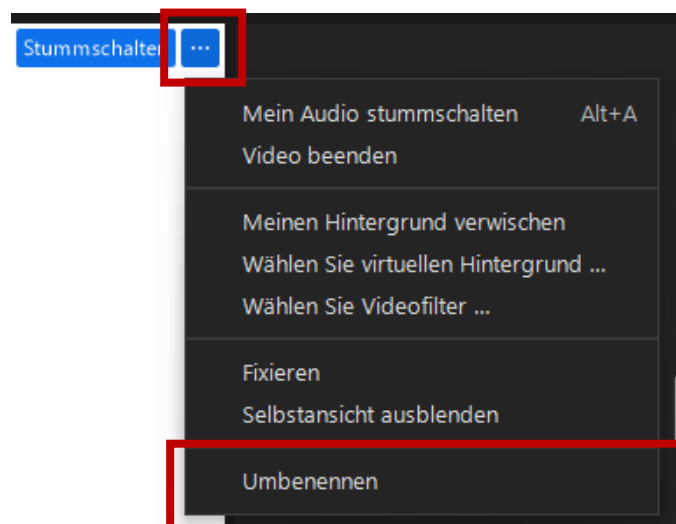 Stummschalten ...
Mein Audio stummschalten Alt+A
Video beenden
Meinen Hintergrund verwischen
Wählen Sie virtuellen Hintergrund ...
Wählen Sie Videofilter ...
Fixieren
Selbstansicht ausblenden
Umbenennen